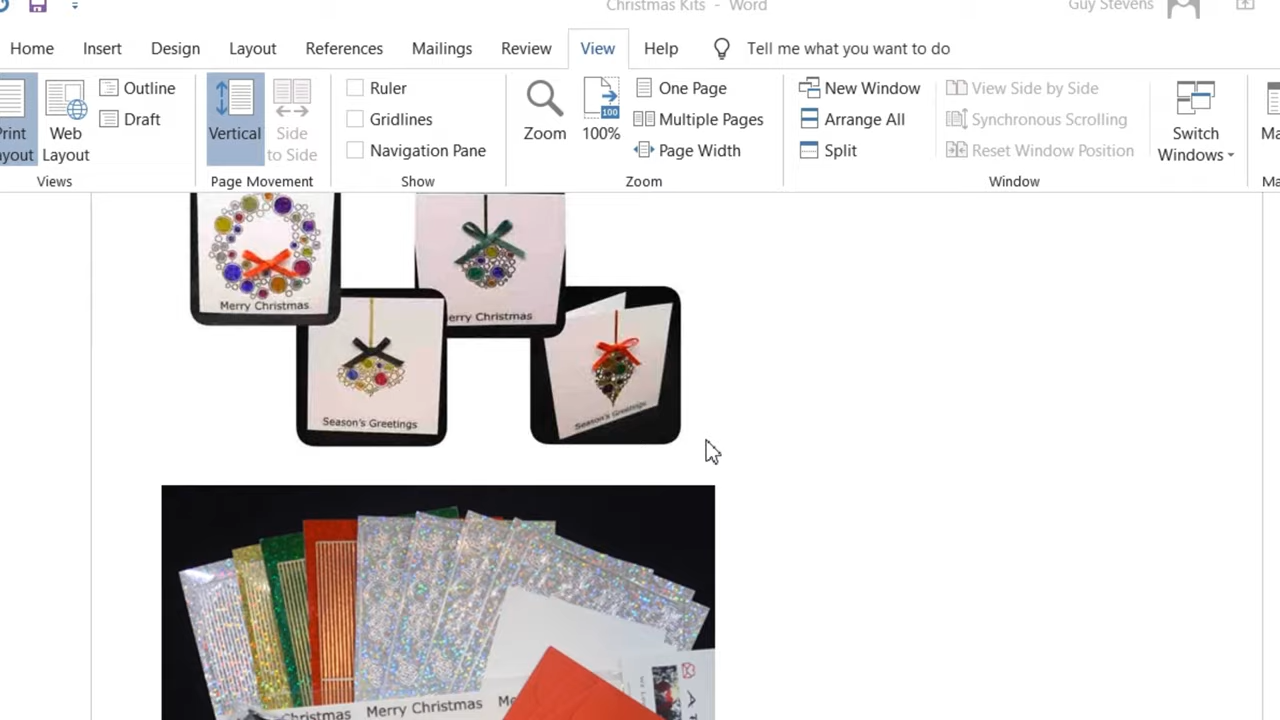 Christmas Kits - Word
Guy Stevens
Home Insert Design Layout References Mailings Review View Help Tell me what you want to do
Print Layout
Web Layout
Outline
Draft
Views
Vertical
Side to Side
Page Movement
Ruler
Gridlines
Navigation Pane
Show
Zoom
100
100%
One Page
Multiple Pages
Page Width
Zoom
New Window
Arrange All
Split
View Side by Side
Synchronous Scrolling
Reset Window Position
Switch Windows
Window
Merry Christmas
Merry Christmas
Season's Greetings
Season's Greetings
Christmas Merry Christmas